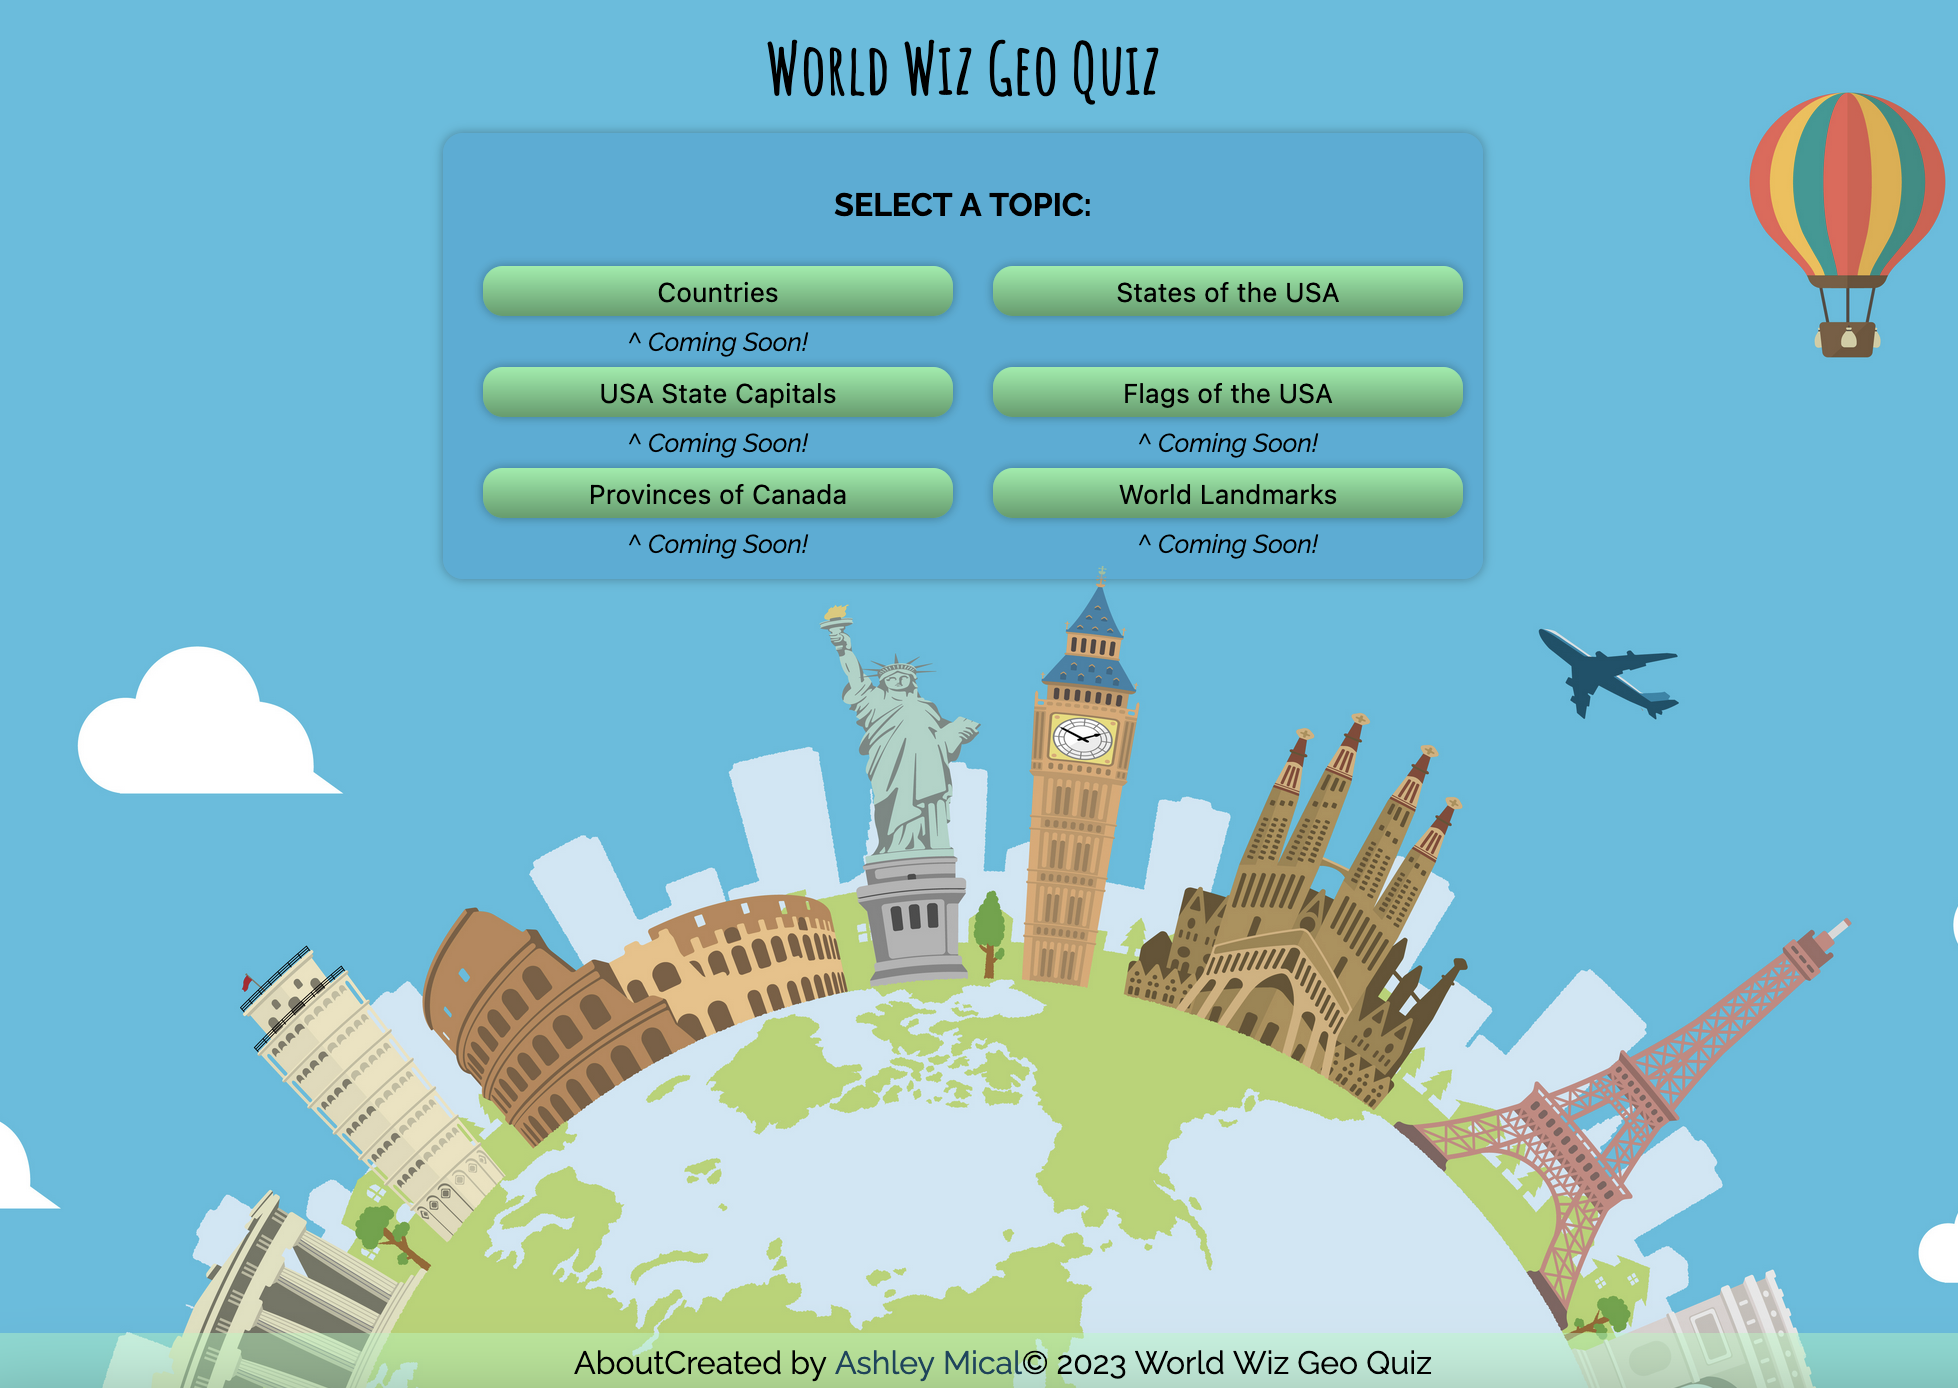 World Wiz Geo Quiz
SELECT A TOPIC:
Countries
States of the USA
^ Coming Soon!
USA State Capitals
Flags of the USA
^ Coming Soon!
^ Coming Soon!
Provinces of Canada
World Landmarks
^ Coming Soon!
^ Coming Soon!
AboutCreated by Ashley Mical© 2023 World Wiz Geo Quiz